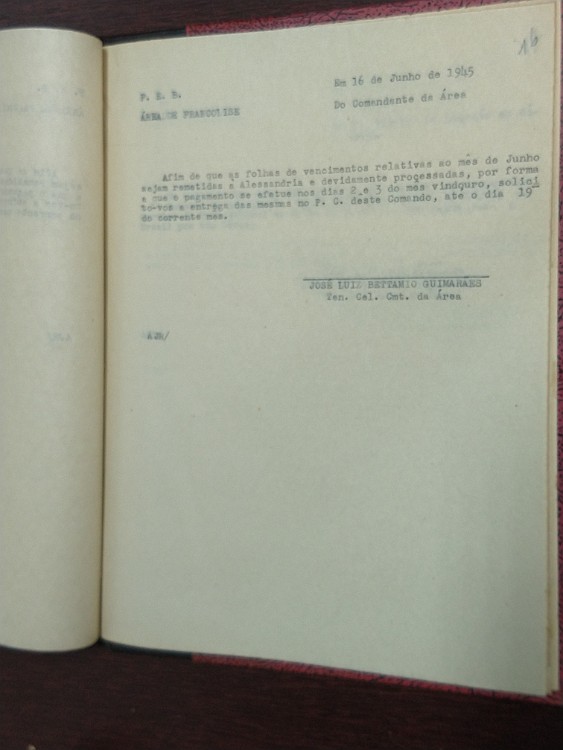 16
F. E. B.
ÁREA DE FRANCOLISE
Em 16 de Junho de 1945
Do Comandante da Área
Afim de que as folhas de vencimentos relativas ao mês de Junho
sejam remetidas a Alessandria e devidamente processadas, por forma
a que o pagamento se efetue nos dias 2 e 3 do mes vindouro, solici
to-vos a entrega das mesmas no P. C. deste Comando, até o dia 19
do corrente mes.
JOSÉ LUIZ BETTAMIO GUIMARÃES
Ten. Cel. Cmt. da Área